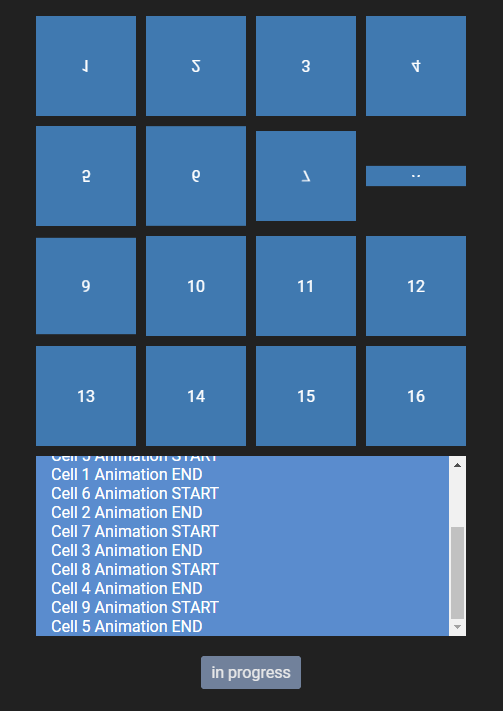 1 2 3 4
5 6 7
9 10 11 12
13 14 15 16
Cell 5 Animation START
Cell 1 Animation END
Cell 6 Animation START
Cell 2 Animation END
Cell 7 Animation START
Cell 3 Animation END
Cell 8 Animation START
Cell 4 Animation END
Cell 9 Animation START
Cell 5 Animation END
in progress